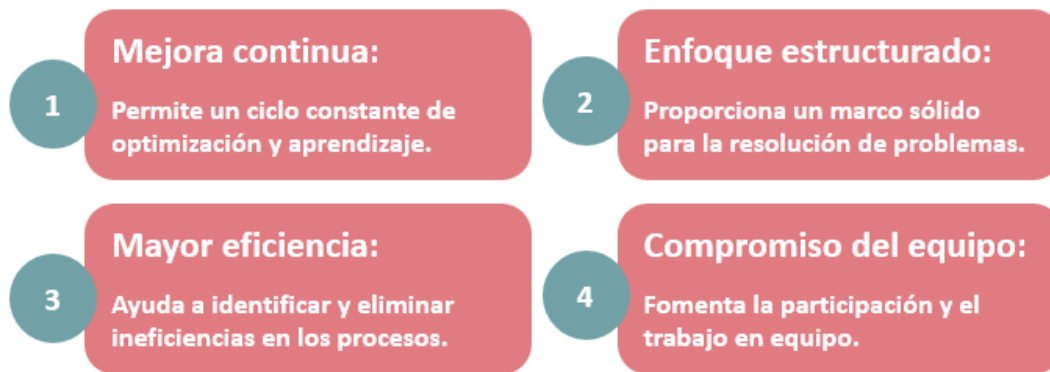 1
Mejora continua:
Permite un ciclo constante de
optimización y aprendizaje.
2
Enfoque estructurado:
Proporciona un marco sólido
para la resolución de problemas.
3
Mayor eficiencia:
Ayuda a identificar y eliminar
ineficiencias en los procesos.
4
Compromiso del equipo:
Fomenta la participación y el
trabajo en equipo.